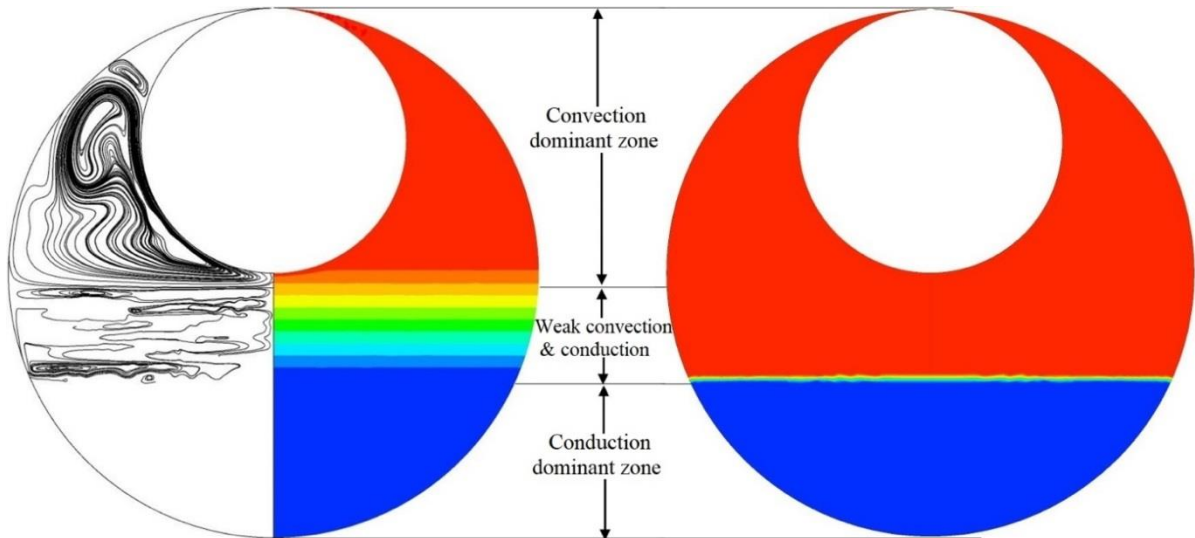 Convection
dominant zone
Weak convection
& conduction
Conduction
dominant zone